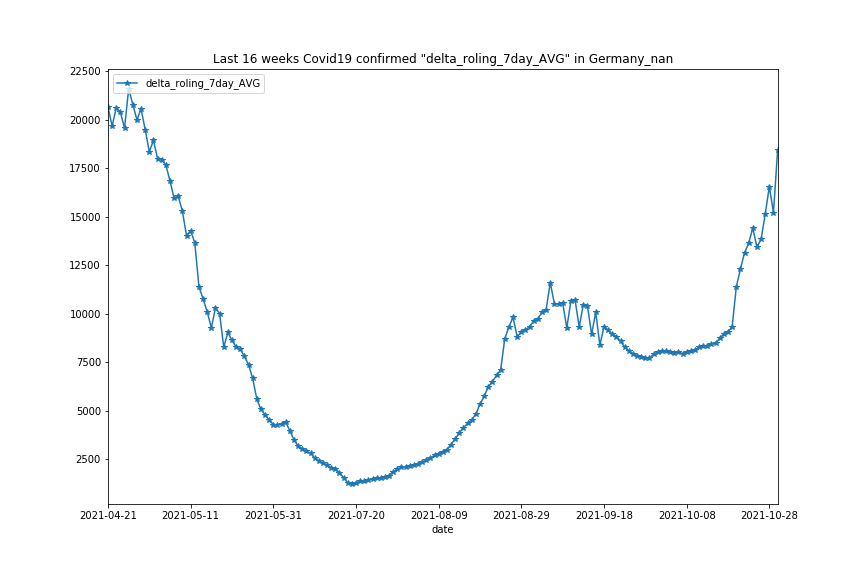 Last 16 weeks Covid19 confirmed "delta_roling_7day_AVG" in Germany_nan
delta_roling_7day_AVG
22500
20000
17500
15000
12500
10000
7500
5000
2500
2021-04-21 2021-05-11 2021-05-31 2021-07-20 2021-08-09 2021-08-29 2021-09-18 2021-10-08 2021-10-28
date